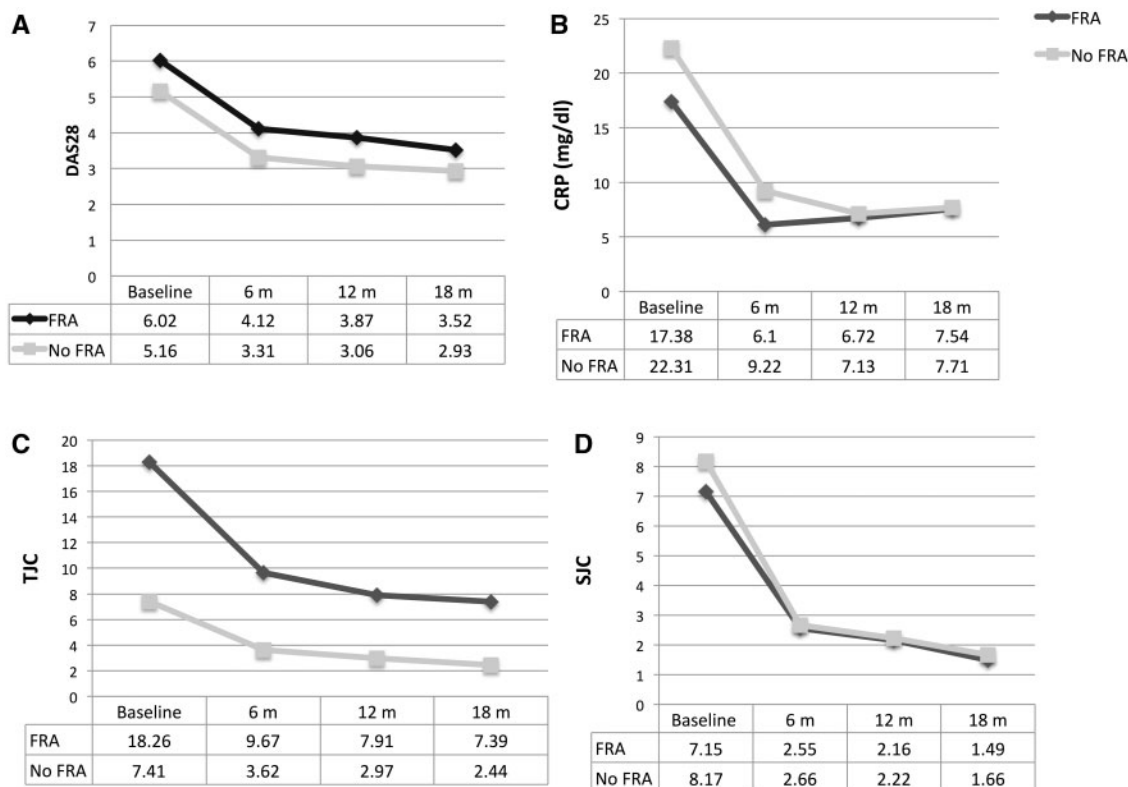 A
7
6
5
4
3
2
1
0
DAS28
Baseline 6 m 12 m 18 m
FRA 6.02 4.12 3.87 3.52
No FRA 5.16 3.31 3.06 2.93
B
25
20
15
10
5
0
CRP (mg/dl)
Baseline 6 m 12 m 18 m
FRA 17.38 6.1 6.72 7.54
No FRA 22.31 9.22 7.13 7.71
FRA
No FRA
C
20
18
16
14
12
10
8
6
4
2
0
TJC
Baseline 6 m 12 m 18 m
FRA 18.26 9.67 7.91 7.39
No FRA 7.41 3.62 2.97 2.44
D
9
8
7
6
5
4
3
2
1
0
SJC
Baseline 6 m 12 m 18 m
FRA 7.15 2.55 2.16 1.49
No FRA 8.17 2.66 2.22 1.66